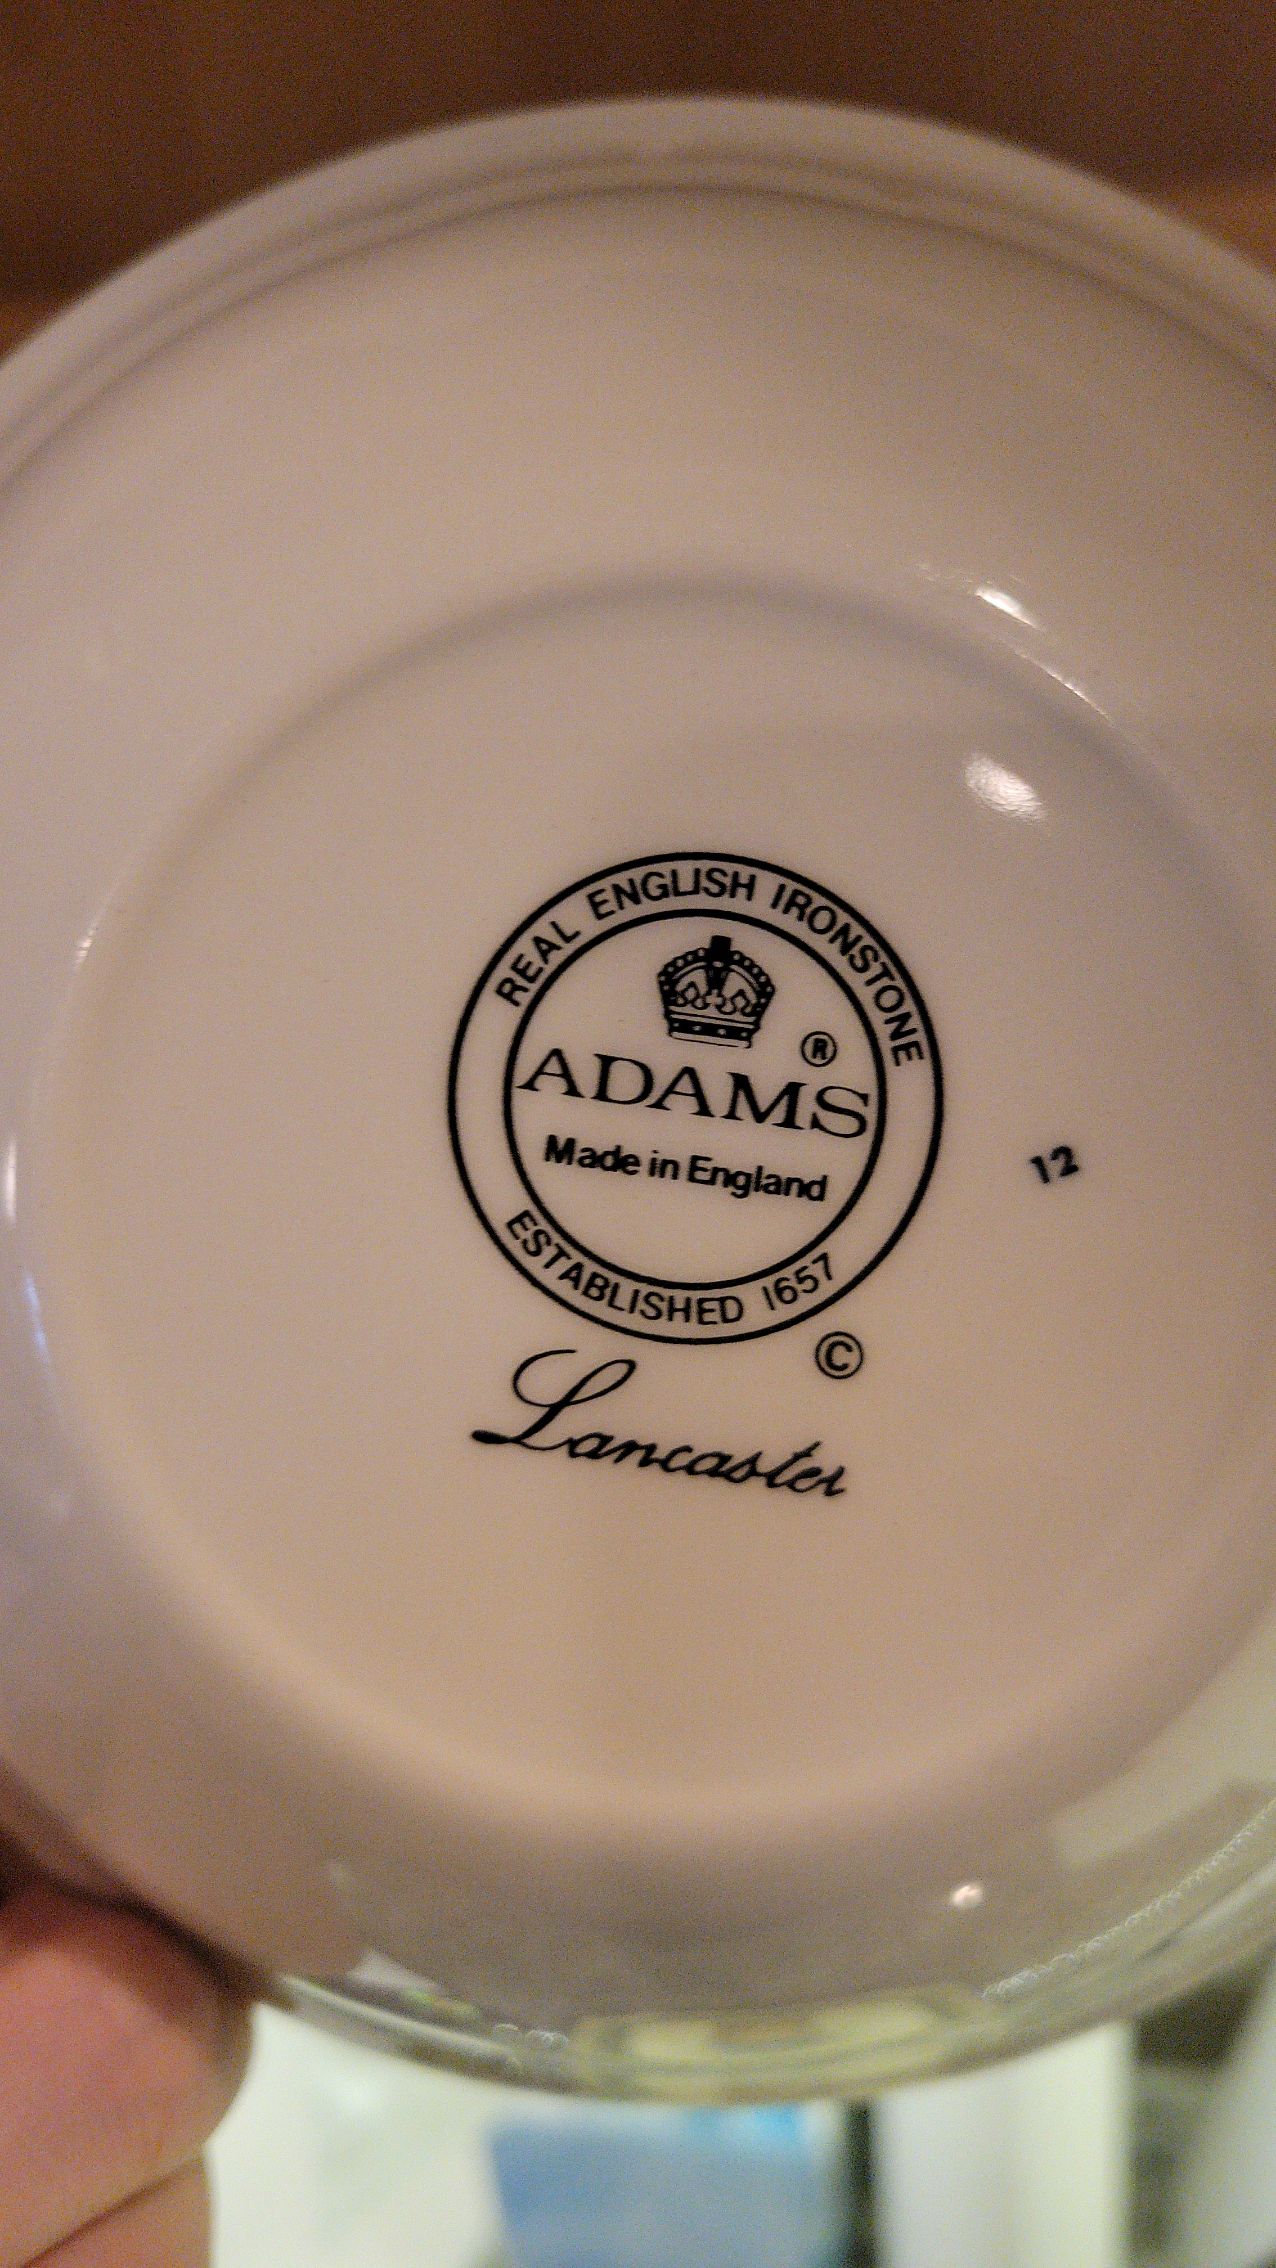 REAL ENGLISH IRONSTONE
®
ADAMS
Made in England
12
ESTABLISHED 1657
©
Lancaster